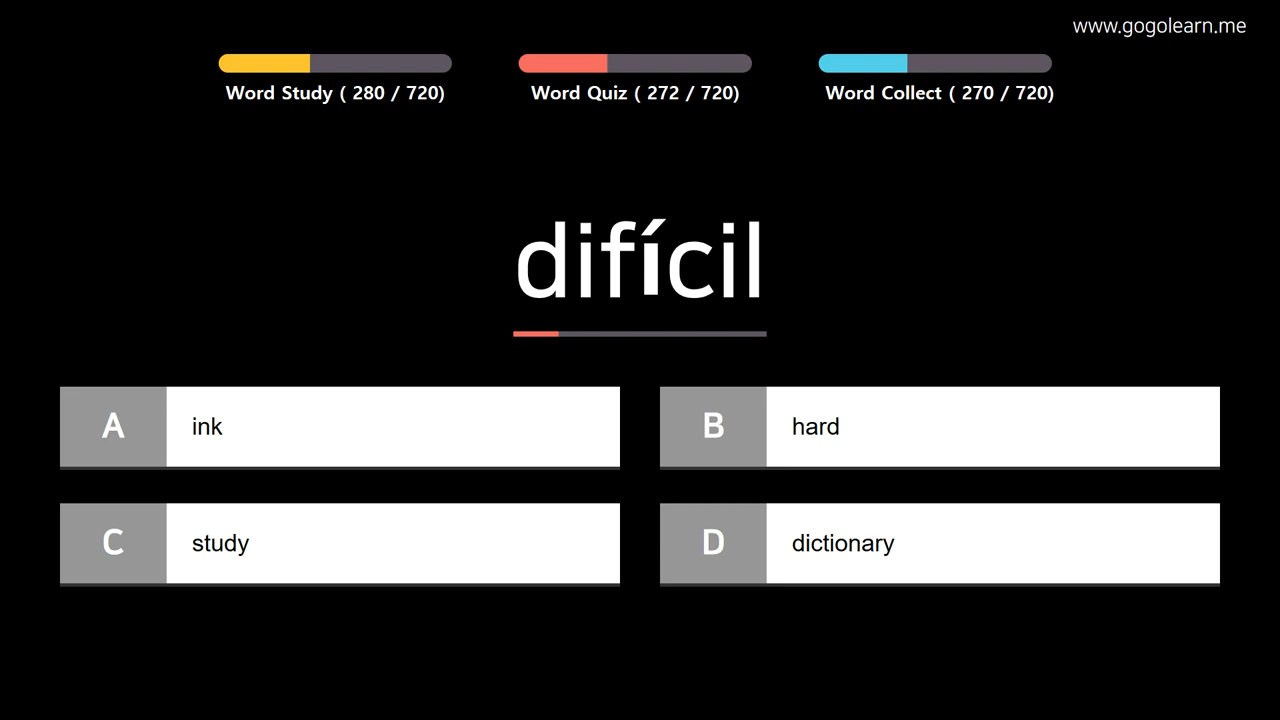 www.gogolearn.me
Word Study ( 280 / 720)
Word Quiz ( 272 / 720)
Word Collect ( 270 / 720)
difícil
A ink
B hard
C study
D dictionary